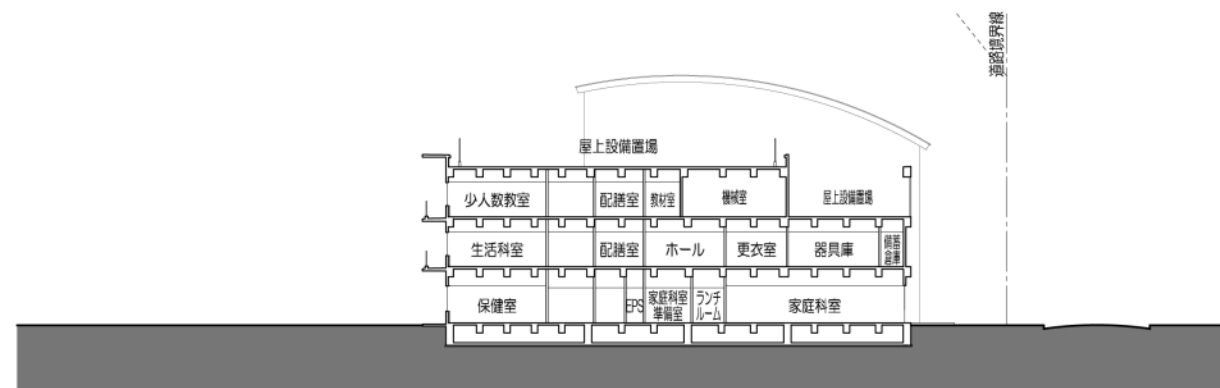 道路境界線
屋上設備置場
少人数教室
配膳室
教材室
機械室
屋上設備置場
生活科室
配膳室
ホール
更衣室
器具庫
備蓄
倉庫
保健室
EPS
家庭科室
準備室
ランチ
ルーム
家庭科室